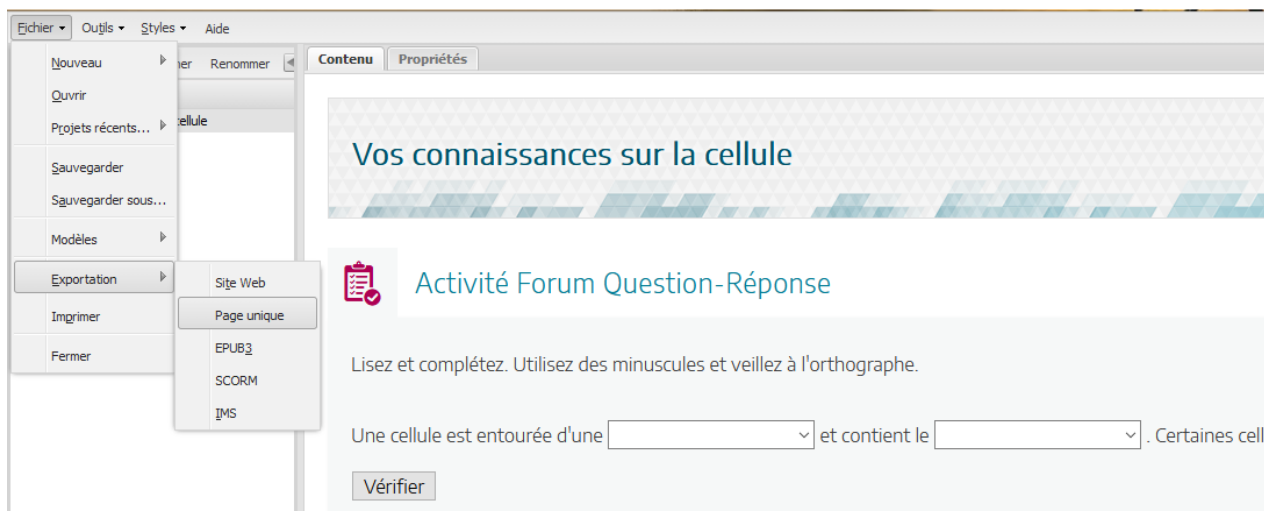 Fichier Outils Styles Aide
Nouveau
Ouvrir
Projets récents...
Sauvegarder
Sauvegarder sous...
Modèles
Exportation
Imprimer
Fermer
Site Web
Page unique
EPUB3
SCORM
IMS
Renommer
Contenu Propriétés
Vos connaissances sur la cellule
Activité Forum Question-Réponse
Lisez et complétez. Utilisez des minuscules et veillez à l'orthographe.
Une cellule est entourée d'une et contient le . Certaines cell
Vérifier